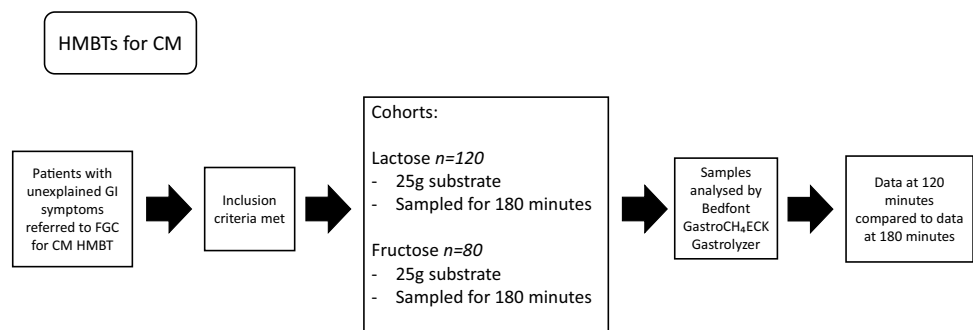 HMBTs for CM
Patients with
unexplained GI
symptoms
referred to FGC
for CM HMBT
Inclusion
criteria met
Cohorts:
Lactose n=120
- 25g substrate
- Sampled for 180 minutes
Fructose n=80
- 25g substrate
- Sampled for 180 minutes
Samples
analysed by
Bedfont
GastroCH₄ECK
Gastrolyzer
Data at 120
minutes
compared to data
at 180 minutes